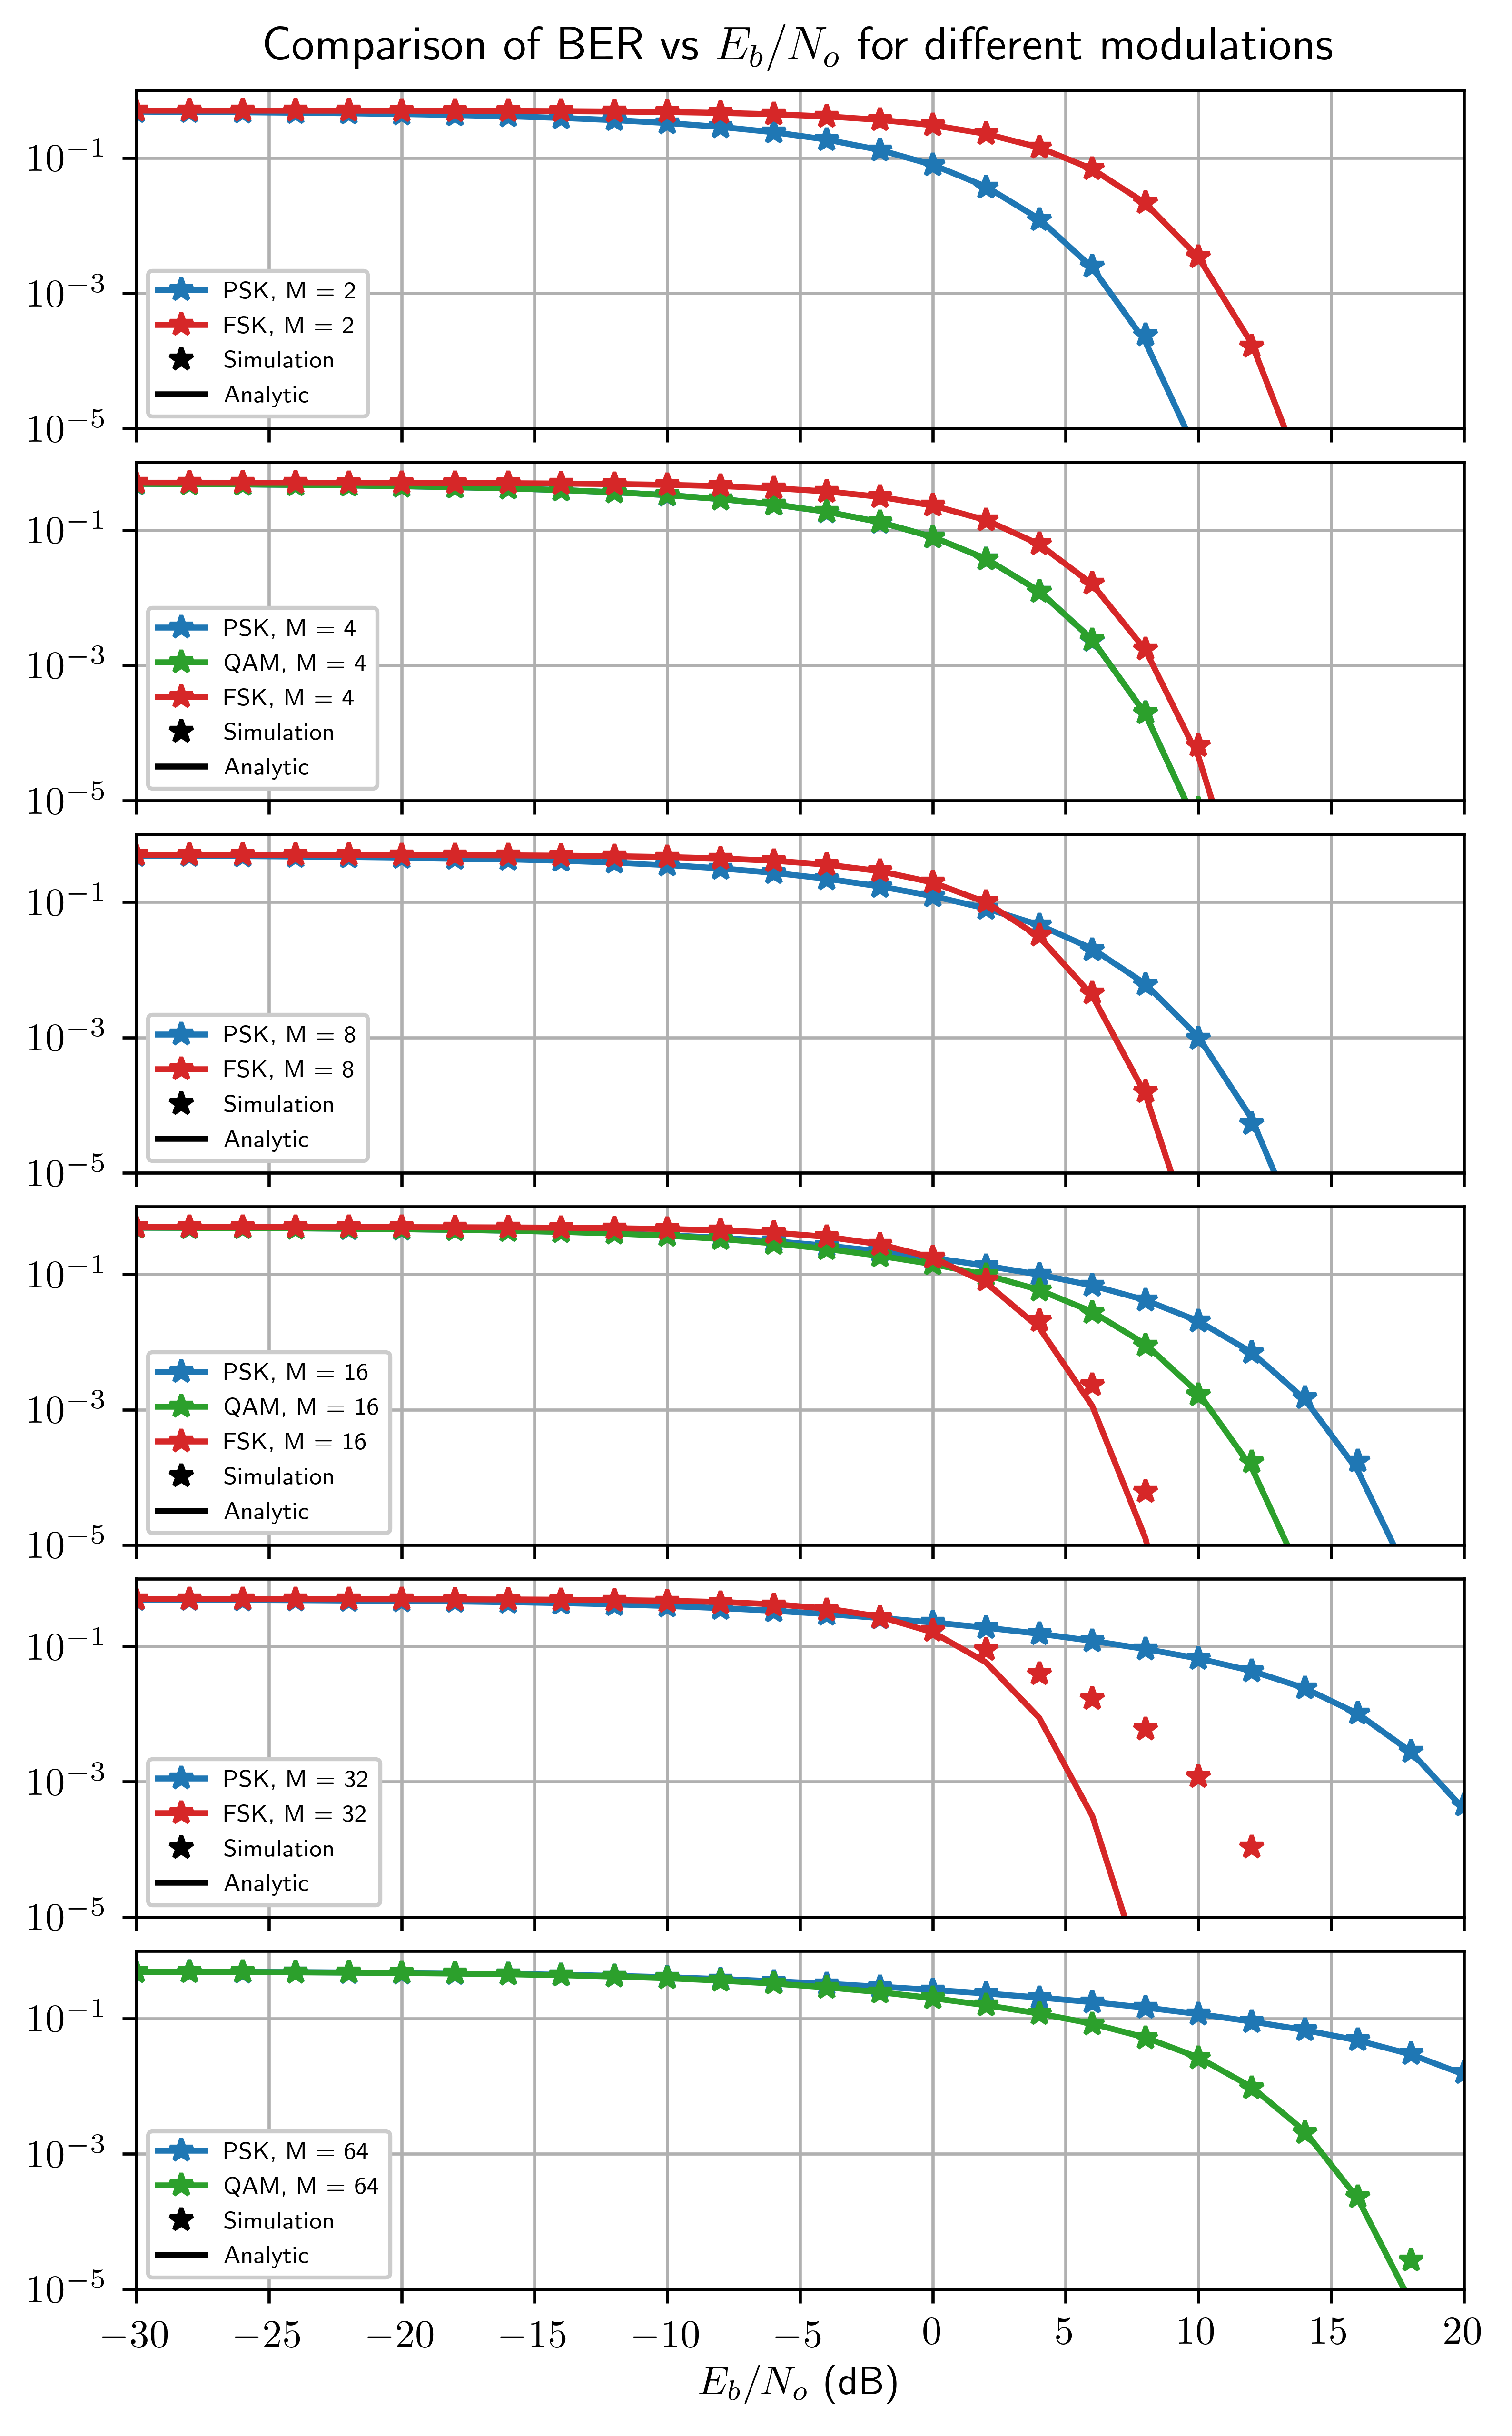 Comparison of BER vs E_b/N_o for different modulations
10^{-1}
10^{-3}
10^{-5}
PSK, M = 2
FSK, M = 2
Simulation
Analytic
10^{-1}
10^{-3}
10^{-5}
PSK, M = 4
QAM, M = 4
FSK, M = 4
Simulation
Analytic
10^{-1}
10^{-3}
10^{-5}
PSK, M = 8
FSK, M = 8
Simulation
Analytic
10^{-1}
10^{-3}
10^{-5}
PSK, M = 16
QAM, M = 16
FSK, M = 16
Simulation
Analytic
10^{-1}
10^{-3}
10^{-5}
PSK, M = 32
FSK, M = 32
Simulation
Analytic
10^{-1}
10^{-3}
10^{-5}
PSK, M = 64
QAM, M = 64
Simulation
Analytic
−30 −25 −20 −15 −10 −5 0 5 10 15 20
E_b/N_o (dB)